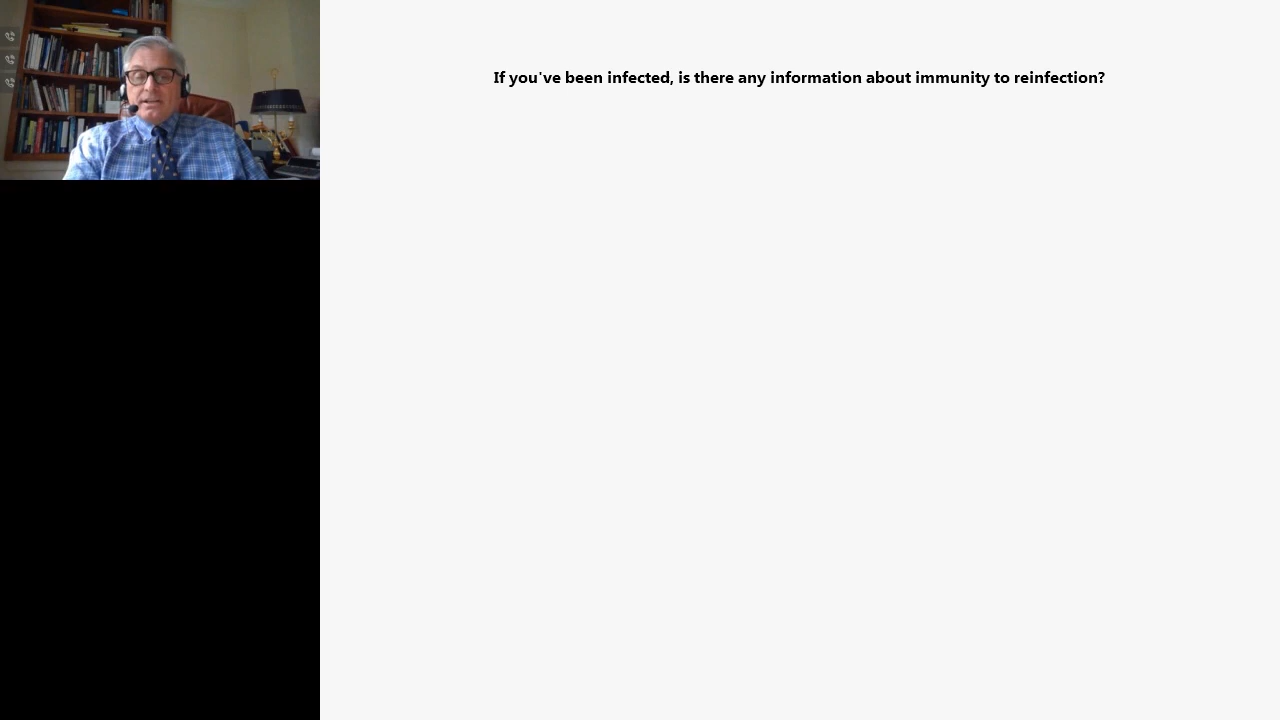 If you've been infected, is there any information about immunity to reinfection?